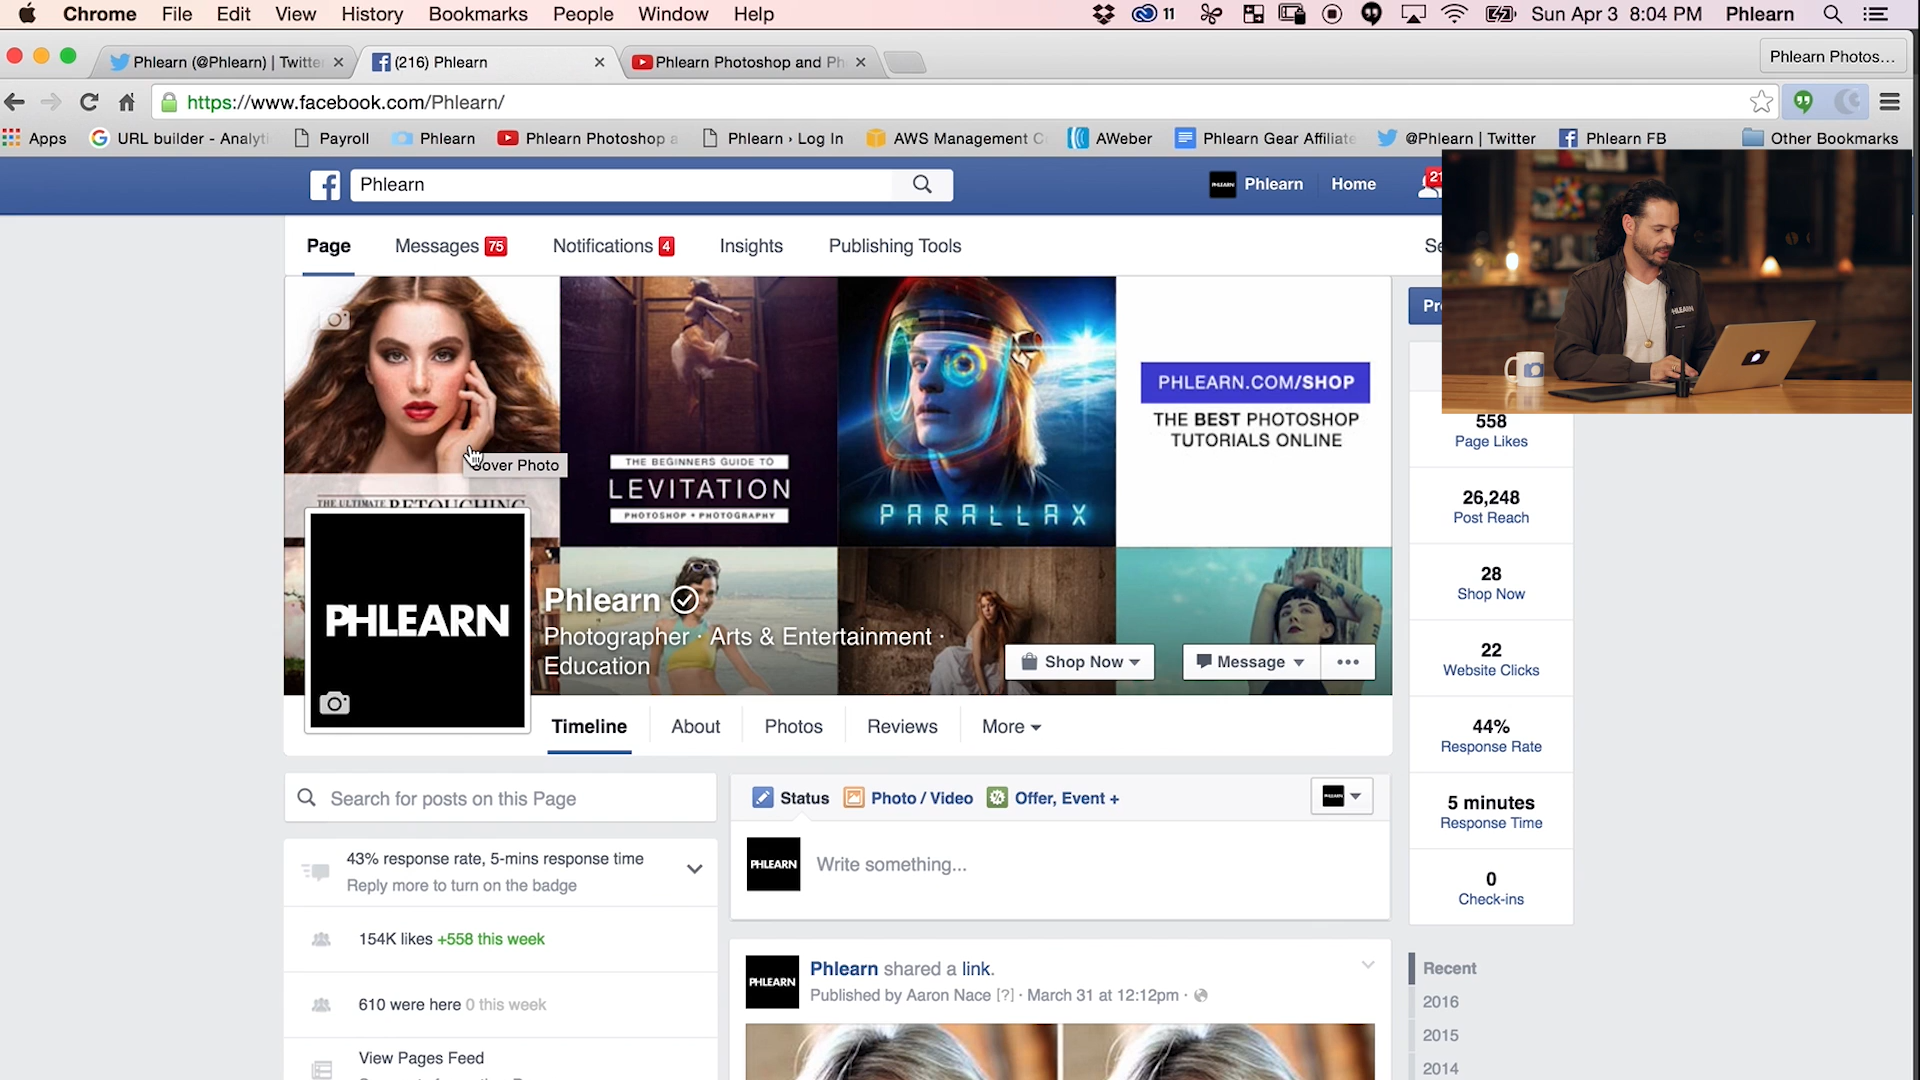 Chrome File Edit View History Bookmarks People Window Help
11 Sun Apr 3 8:04 PM Phlearn
Phlearn (@Phlearn) | Twitte
(216) Phlearn
Phlearn Photoshop and Ph
Phlearn Photos...
https://www.facebook.com/Phlearn/
Apps URL builder - Analyti Payroll Phlearn Phlearn Photoshop a Phlearn › Log In AWS Management C AWeber Phlearn Gear Affiliate @Phlearn | Twitter Phlearn FB Other Bookmarks
Phlearn
Phlearn Home
21
Page Messages 75 Notifications 4 Insights Publishing Tools
Se
Pr
PHLEARN
Cover Photo
THE ULTIMATE RETOUCHING
THE BEGINNERS GUIDE TO
LEVITATION
PHOTOSHOP • PHOTOGRAPHY
PARALLAX
PHLEARN.COM/SHOP
THE BEST PHOTOSHOP
TUTORIALS ONLINE
PHLEARN
Phlearn
Photographer · Arts & Entertainment ·
Education
Shop Now
Message
Timeline About Photos Reviews More
558
Page Likes
26,248
Post Reach
28
Shop Now
22
Website Clicks
44%
Response Rate
5 minutes
Response Time
0
Check-ins
Search for posts on this Page
43% response rate, 5-mins response time
Reply more to turn on the badge
154K likes +558 this week
610 were here 0 this week
View Pages Feed
Status Photo / Video Offer, Event +
PHLEARN
Write something...
PHLEARN
Phlearn shared a link.
Published by Aaron Nace [?] · March 31 at 12:12pm ·
Recent
2016
2015
2014